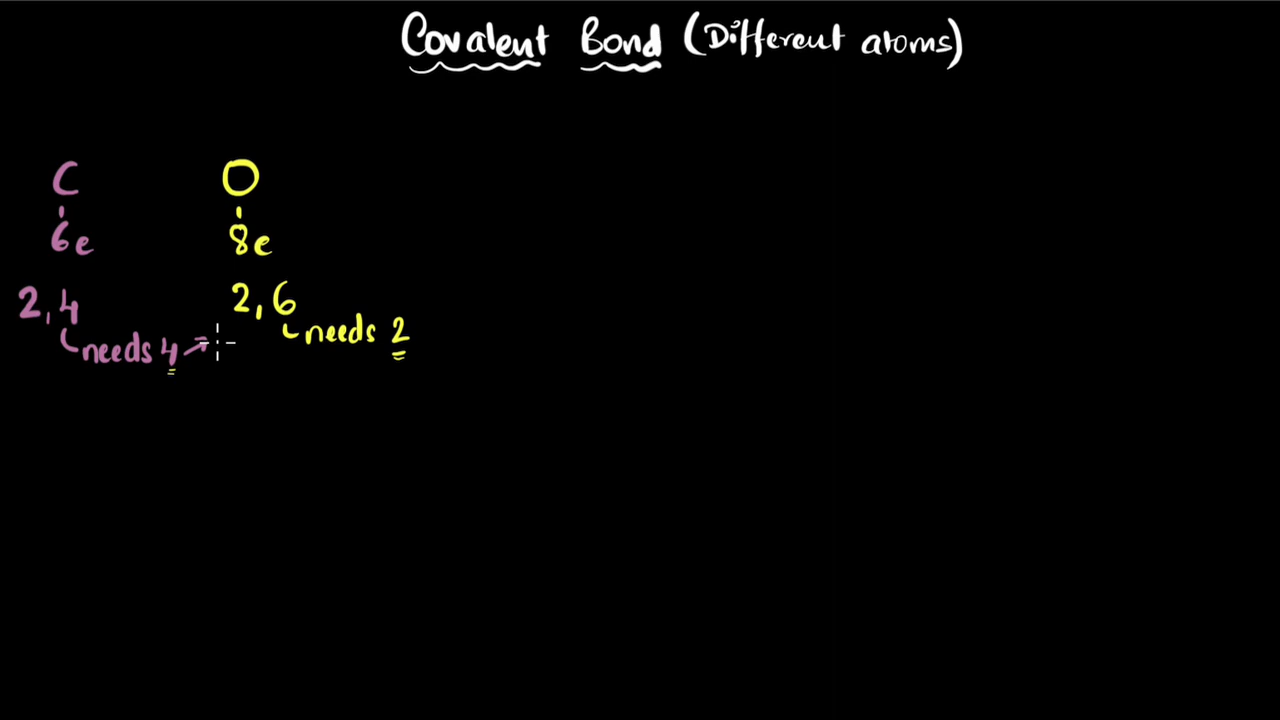 Covalent Bond (Different atoms)
C O
6e 8e
2,4 2,6
needs 4 needs 2